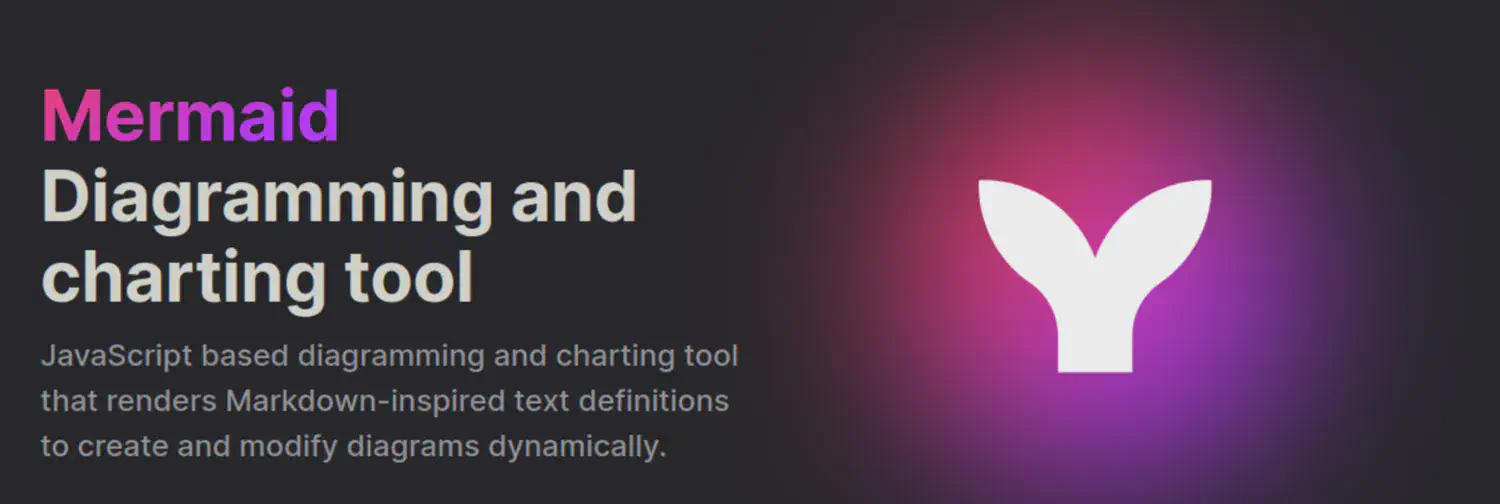 Mermaid
Diagramming and
charting tool
JavaScript based diagramming and charting tool
that renders Markdown-inspired text definitions
to create and modify diagrams dynamically.